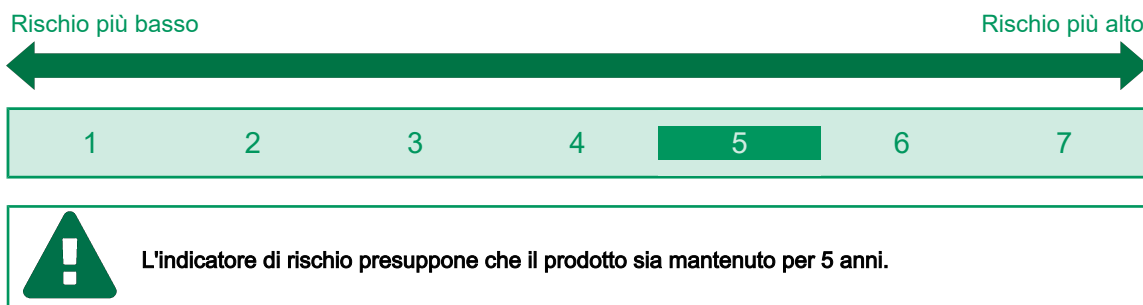 Rischio più basso Rischio più alto
1 2 3 4 5 6 7
L'indicatore di rischio presuppone che il prodotto sia mantenuto per 5 anni.